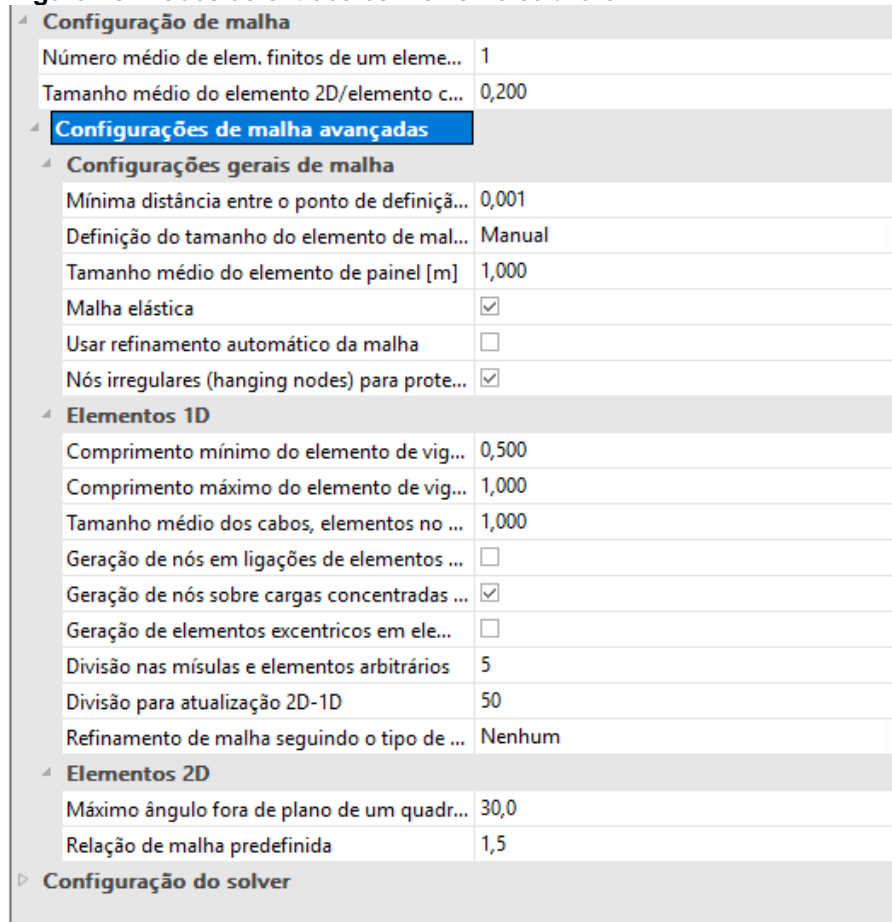 Configuração de malha
Número médio de elem. finitos de um eleme... 1
Tamanho médio do elemento 2D/elemento c... 0,200
Configurações de malha avançadas
Configurações gerais de malha
Mínima distância entre o ponto de definiçã... 0,001
Definição do tamanho do elemento de mal... Manual
Tamanho médio do elemento de painel [m] 1,000
Malha elástica
Usar refinamento automático da malha
Nós irregulares (hanging nodes) para prote...
Elementos 1D
Comprimento mínimo do elemento de vig... 0,500
Comprimento máximo do elemento de vig... 1,000
Tamanho médio dos cabos, elementos no ... 1,000
Geração de nós em ligações de elementos ...
Geração de nós sobre cargas concentradas ...
Geração de elementos excentricos em ele...
Divisão nas mísulas e elementos arbitrários 5
Divisão para atualização 2D-1D 50
Refinamento de malha seguindo o tipo de ... Nenhum
Elementos 2D
Máximo ângulo fora de plano de um quadr... 30,0
Relação de malha predefinida 1,5
Configuração do solver